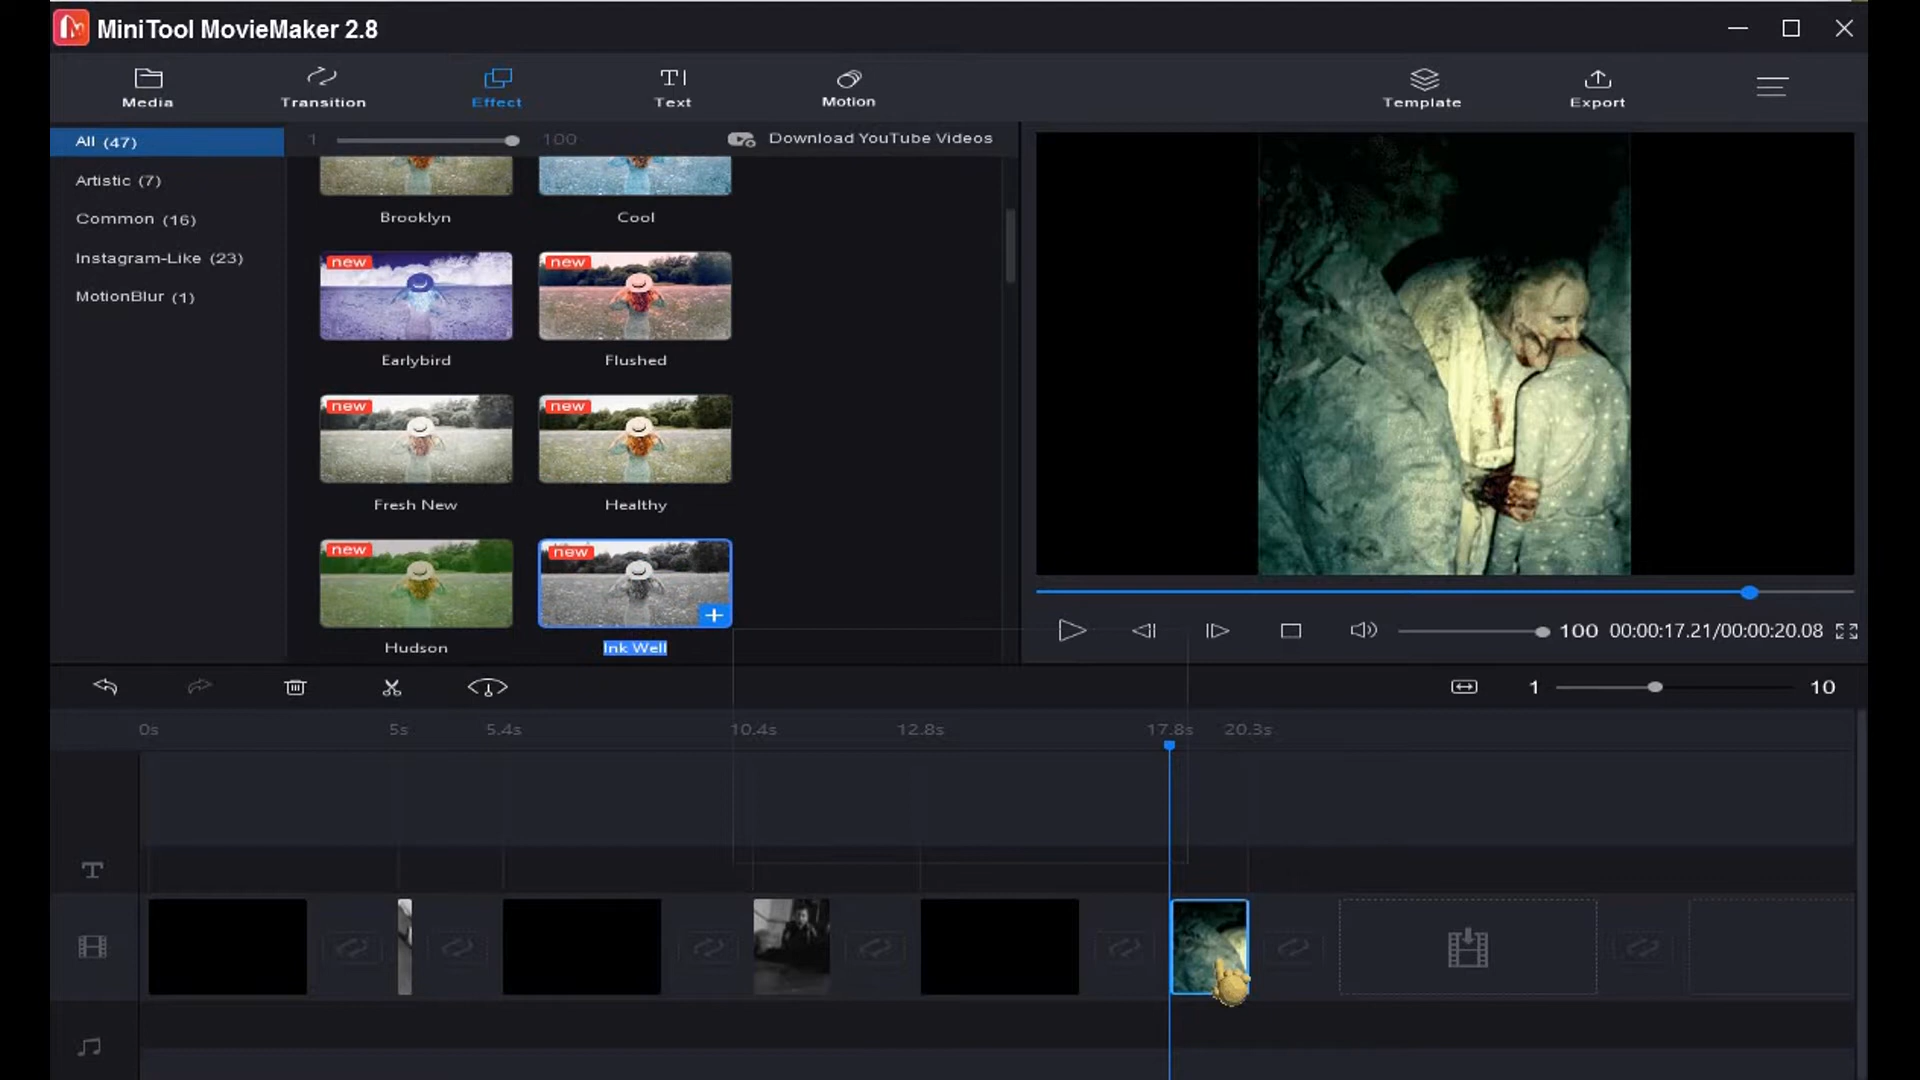 MiniTool MovieMaker 2.8
Media
Transition
Effect
Text
Motion
Template
Export
All (47)
Artistic (7)
Common (16)
Instagram-Like (23)
MotionBlur (1)
1
100
Download YouTube Videos
Brooklyn
Cool
new
new
Earlybird
Flushed
new
new
Fresh New
Healthy
new
new
Hudson
Ink Well
100
00:00:17.21/00:00:20.08
1
10
0s
5s
5.4s
10.4s
12.8s
17.8s
20.3s